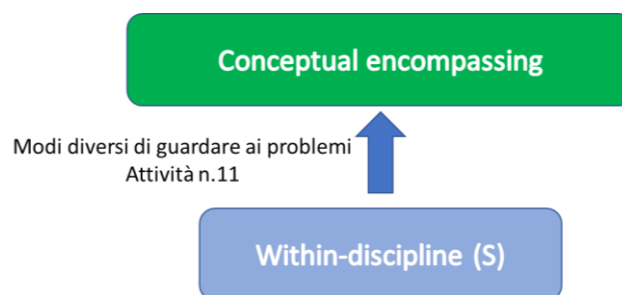 Conceptual encompassing
Modi diversi di guardare ai problemi
Attività n.11
Within-discipline (S)